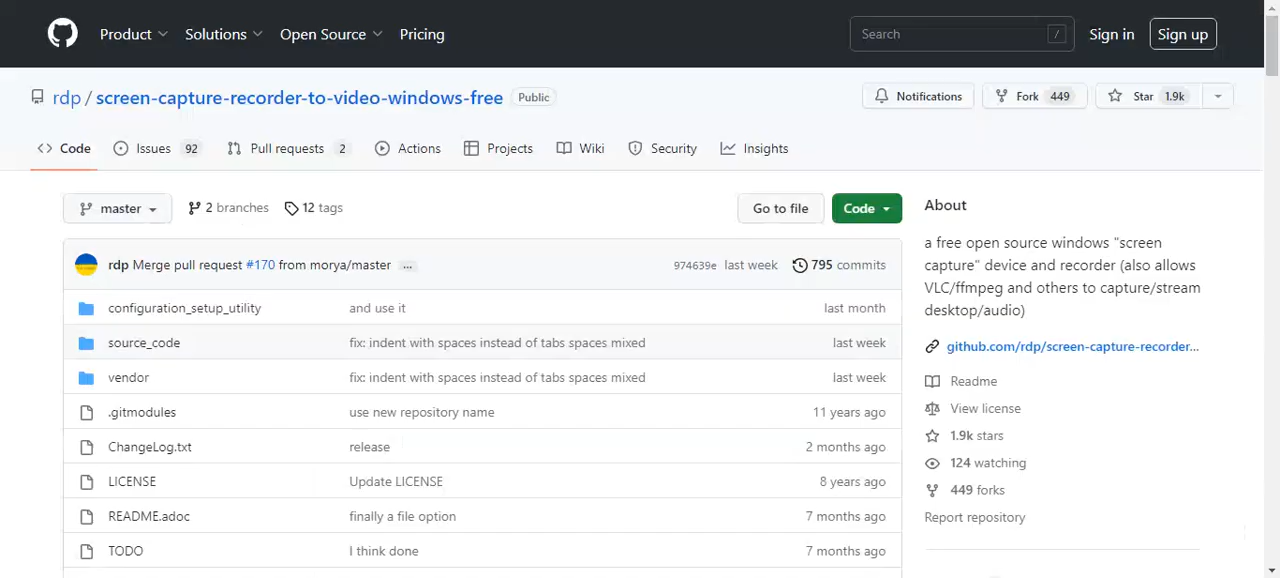 Product Solutions Open Source Pricing Search / Sign in Sign up
rdp / screen-capture-recorder-to-video-windows-free Public Notifications Fork 449 Star 1.9k
Code Issues 92 Pull requests 2 Actions Projects Wiki Security Insights
master 2 branches 12 tags Go to file Code
About
rdp Merge pull request #170 from morya/master ... 974639e last week 795 commits
a free open source windows "screen
capture" device and recorder (also allows
VLC/ffmpeg and others to capture/stream
desktop/audio)
configuration_setup_utility and use it last month
source_code fix: indent with spaces instead of tabs spaces mixed last week
github.com/rdp/screen-capture-recorder...
vendor fix: indent with spaces instead of tabs spaces mixed last week
Readme
.gitmodules use new repository name 11 years ago
View license
ChangeLog.txt release 2 months ago
1.9k stars
LICENSE Update LICENSE 8 years ago
124 watching
449 forks
README.adoc finally a file option 7 months ago
Report repository
TODO I think done 7 months ago